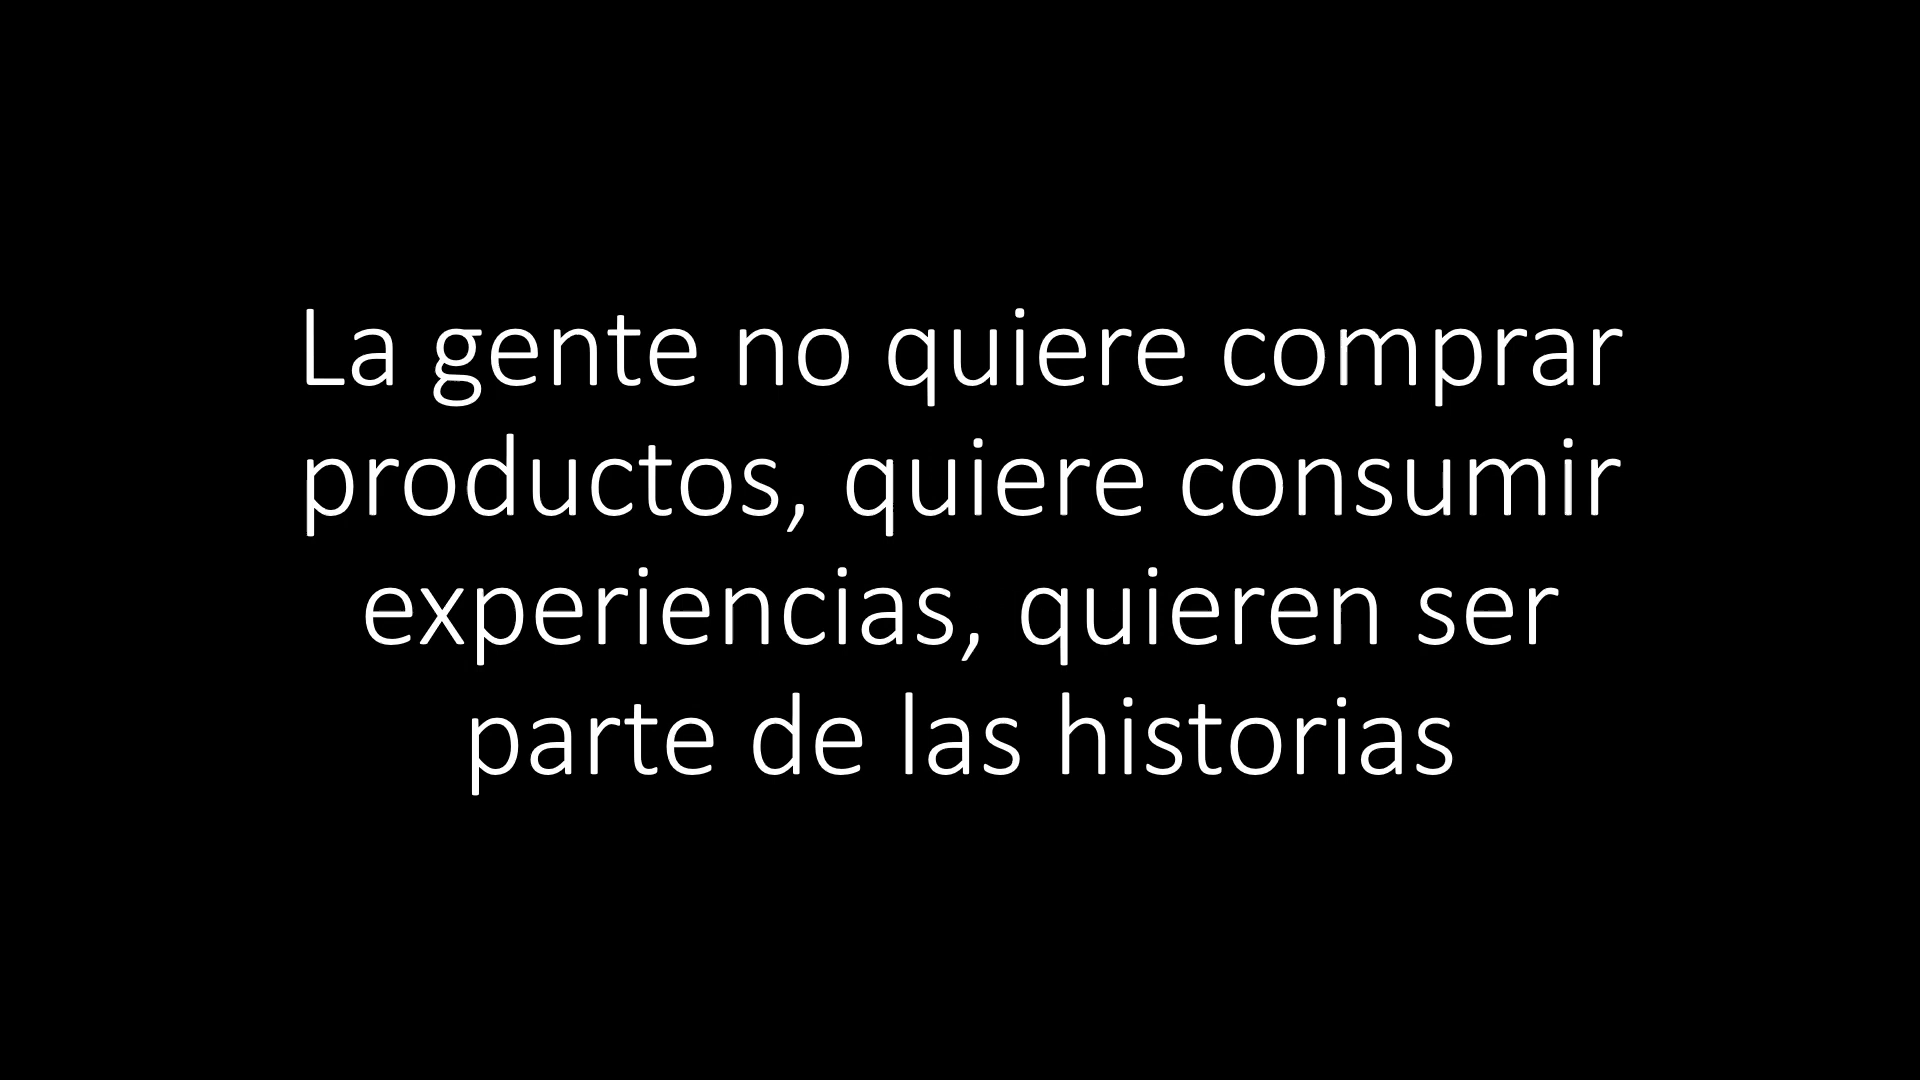 La gente no quiere comprar
productos, quiere consumir
experiencias, quieren ser
parte de las historias